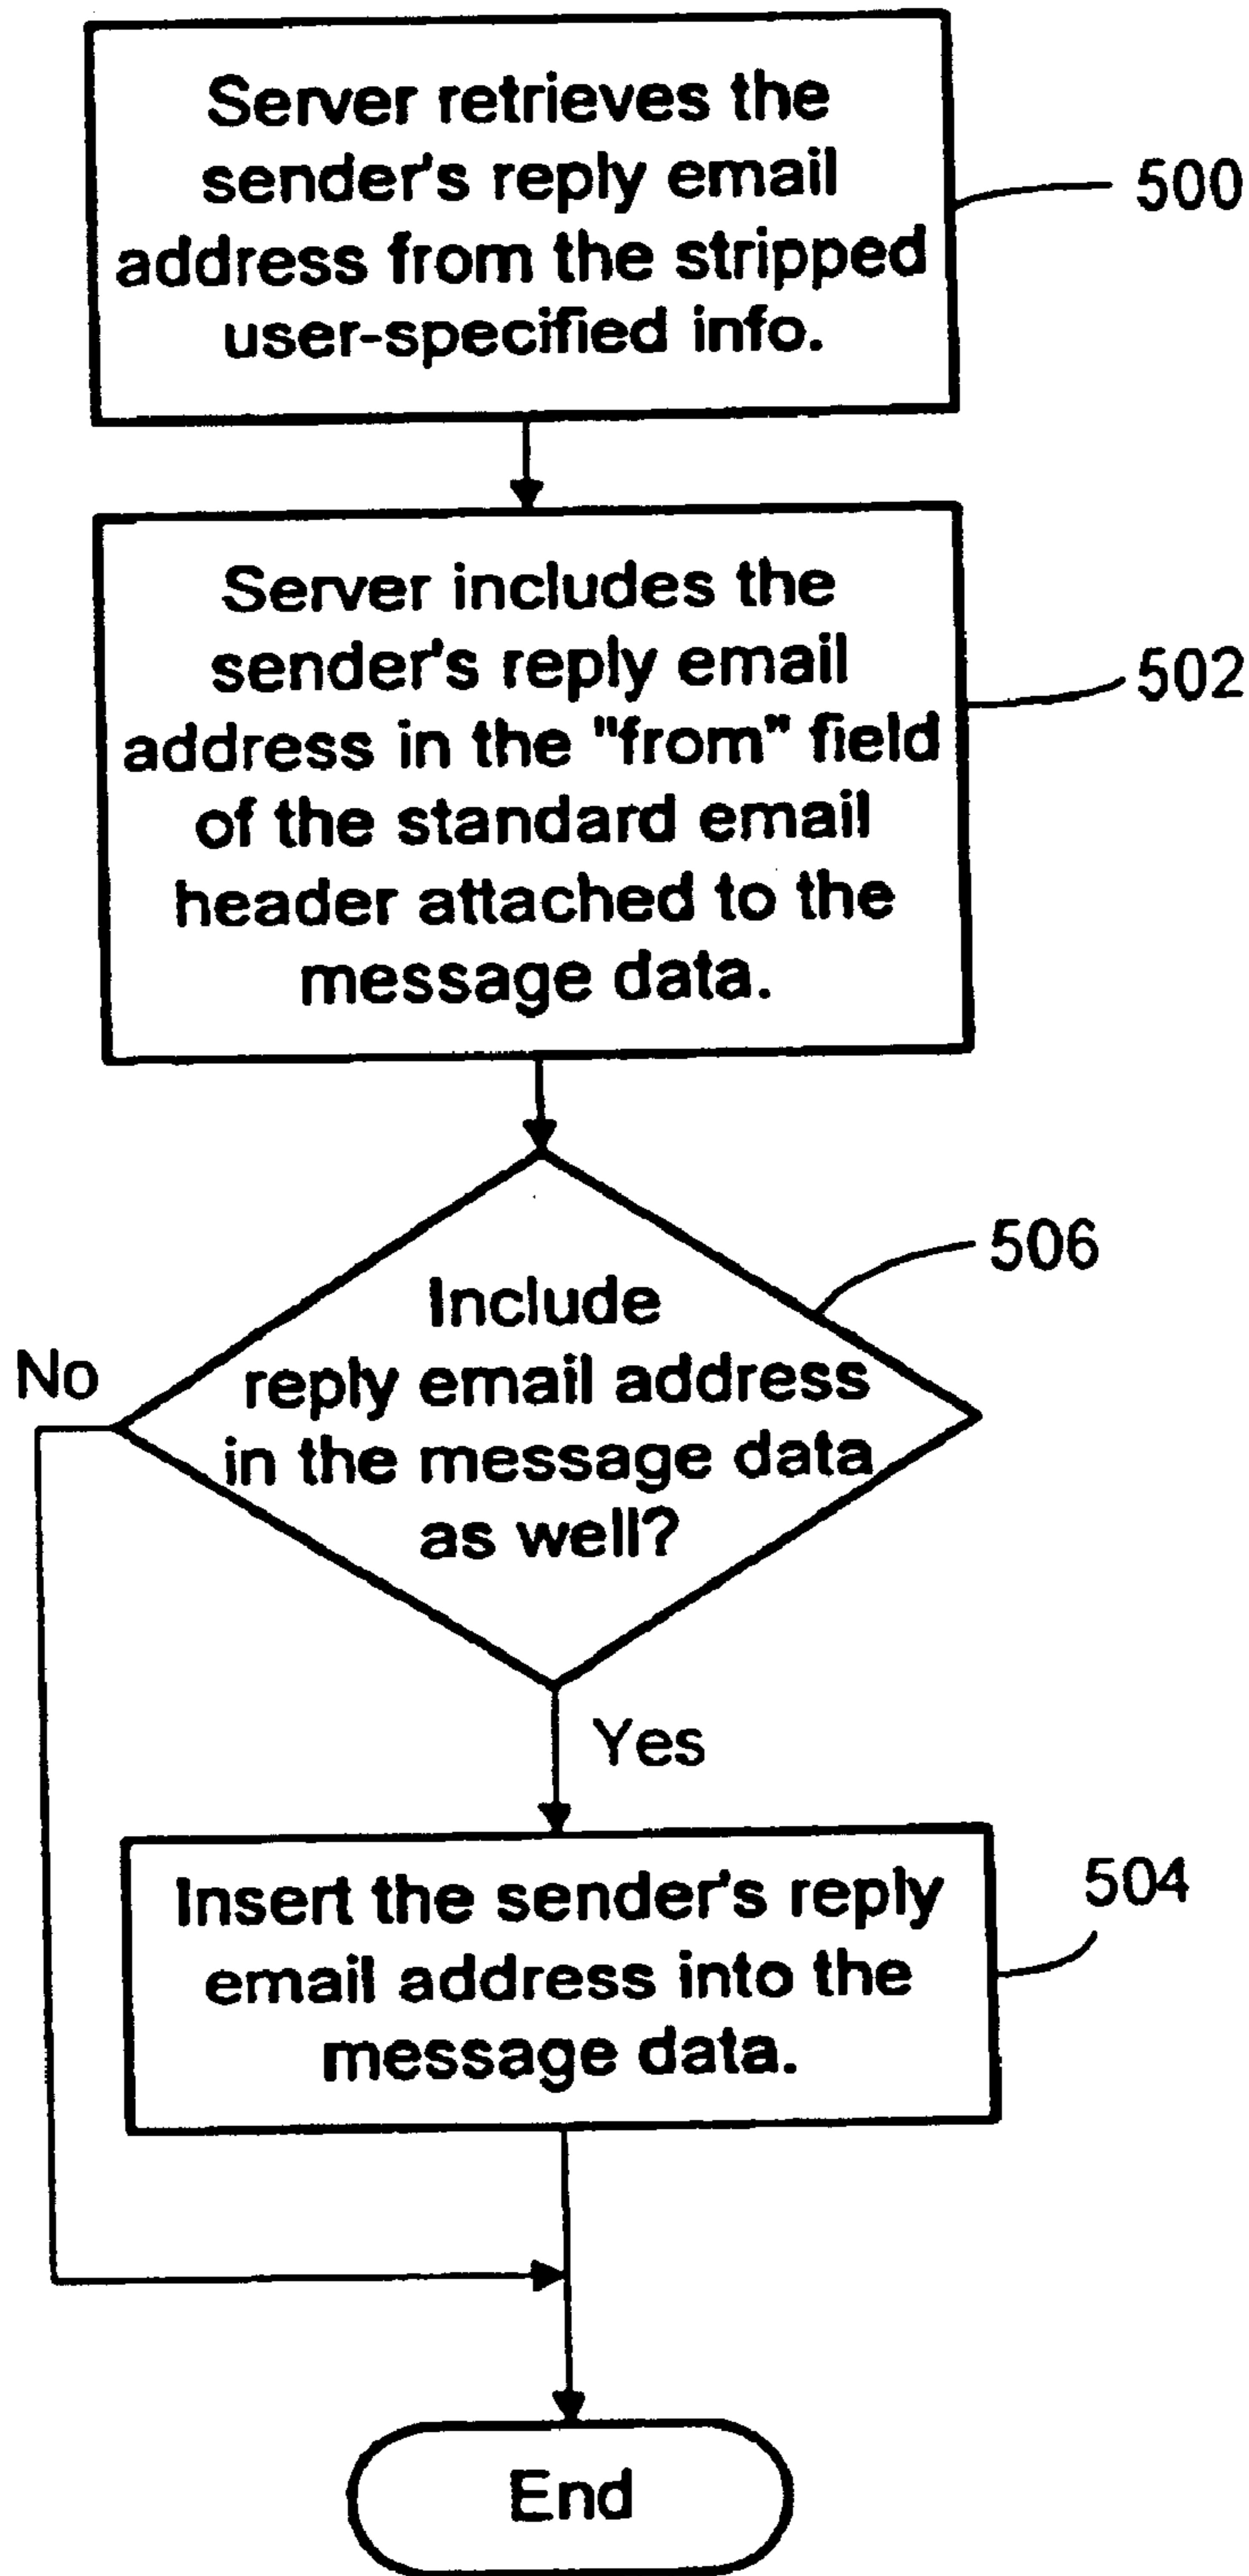 Server retrieves the
sender's reply email
address from the stripped
user-specified info.
500
Server includes the
sender's reply email
address in the "from" field
of the standard email
header attached to the
message data.
502
Include
reply email address
in the message data
as well?
506
No
Yes
Insert the sender's reply
email address into the
message data.
504
End